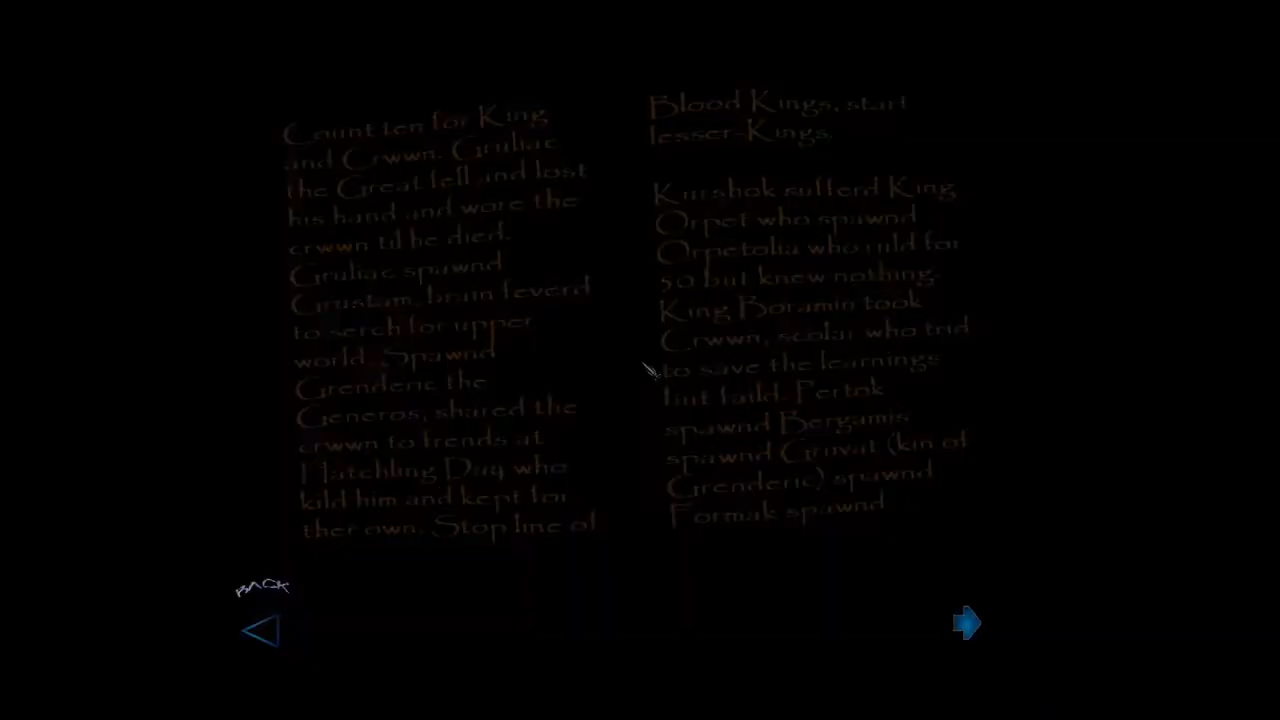 Count ten for King
and Crwwn. Gruliac
the Great fell and lost
his hand and wore the
crwwn til he died.
Gruliac spawnd
Grustam, brain feverd
to serch for upper
world. Spawnd
Grenderic the
Generos, shared the
crwwn to frends at
Hatchling Day who
kild him and kept for
ther own. Stop line of
Blood Kings, start
lesser-Kings.
Kurshok sufferd King
Orpet who spawnd
Orpetolia who ruld for
50 but knew nothing.
King Boramin took
Crwwn, scolar who trid
to save the learnings
but faild. Pertok
spawnd Bergamis
spawnd Gruvat (kin of
Grenderic) spawnd
Formak spawnd
BACK